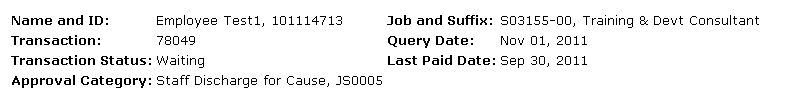 Name and ID: Employee Test1, 101114713 Job and Suffix: S03155-00, Training & Devt Consultant
Transaction: 78049 Query Date: Nov 01, 2011
Transaction Status: Waiting Last Paid Date: Sep 30, 2011
Approval Category: Staff Discharge for Cause, JS0005